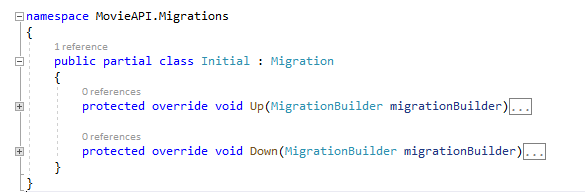 namespace MovieAPI.Migrations
{
1 reference
public partial class Initial : Migration
{
0 references
protected override void Up(MigrationBuilder migrationBuilder)...
0 references
protected override void Down(MigrationBuilder migrationBuilder)...
}
}